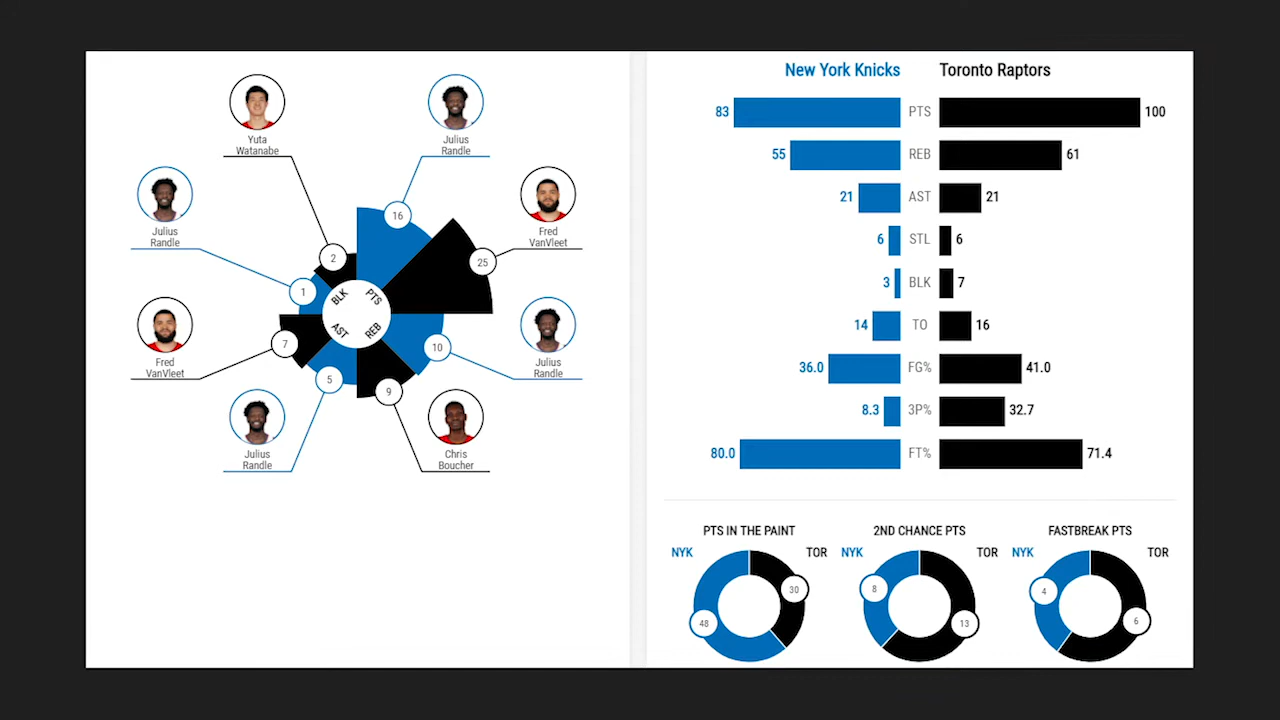 Yuta
Watanabe
Julius
Randle
Julius
Randle
Fred
VanVleet
2
16
25
1
BLK
PTS
AST
REB
7
10
5
9
Fred
VanVleet
Julius
Randle
Julius
Randle
Chris
Boucher
New York Knicks Toronto Raptors
83 PTS 100
55 REB 61
21 AST 21
6 STL 6
3 BLK 7
14 TO 16
36.0 FG% 41.0
8.3 3P% 32.7
80.0 FT% 71.4
PTS IN THE PAINT
NYK TOR
30
48
2ND CHANCE PTS
NYK TOR
8
13
FASTBREAK PTS
NYK TOR
4
6